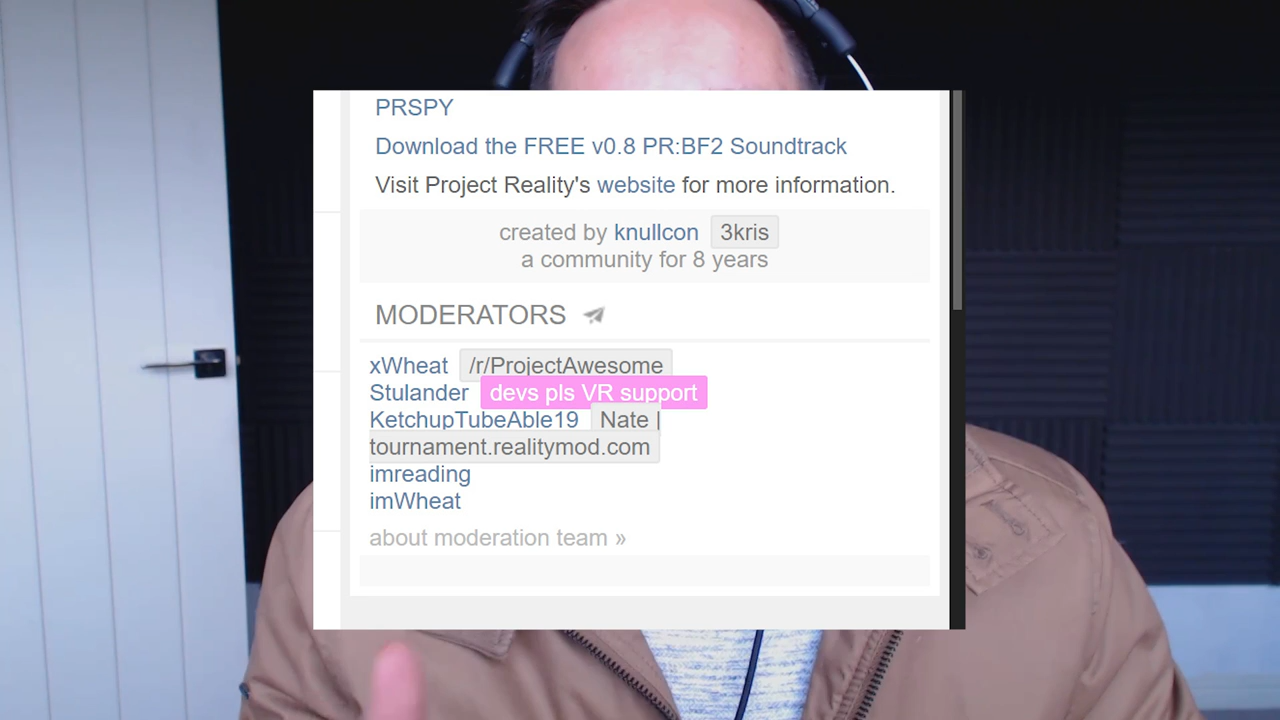 PRSPY
Download the FREE v0.8 PR:BF2 Soundtrack
Visit Project Reality's website for more information.
created by knullcon 3kris
a community for 8 years
MODERATORS
xWheat /r/ProjectAwesome
Stulander devs pls VR support
KetchupTubeAble19 Nate |
tournament.realitymod.com
imreading
imWheat
about moderation team »